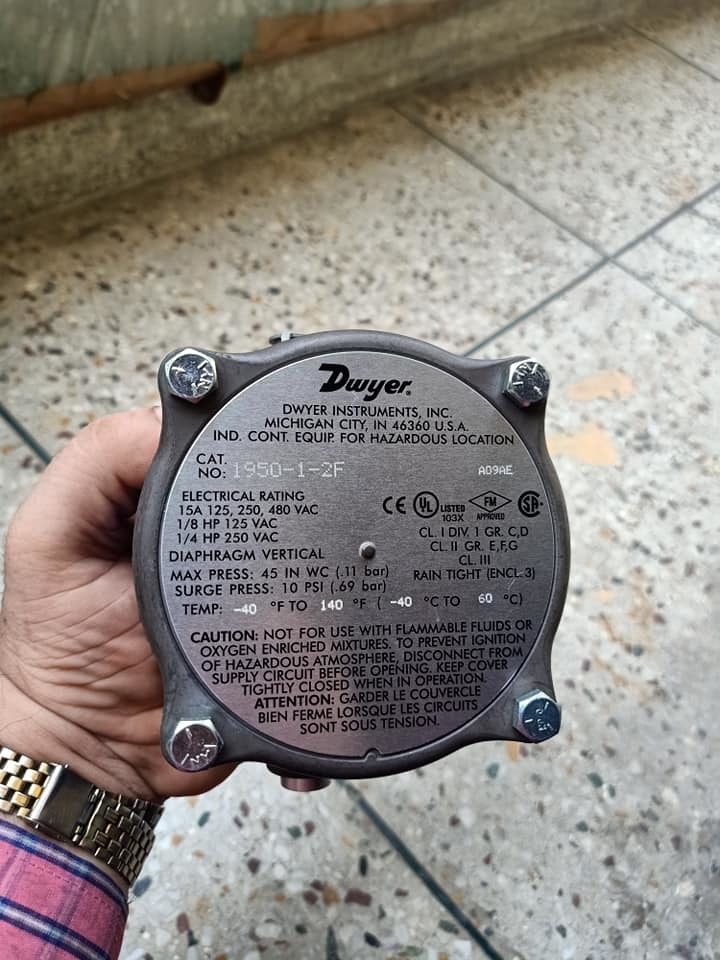 Dwyer®
DWYER INSTRUMENTS, INC.
MICHIGAN CITY, IN 46360 U.S.A.
IND. CONT. EQUIP. FOR HAZARDOUS LOCATION
CAT.
NO: 1950-1-2F
A09AE
ELECTRICAL RATING
15A 125, 250, 480 VAC
1/8 HP 125 VAC
1/4 HP 250 VAC
DIAPHRAGM VERTICAL
MAX PRESS: 45 IN WC (.11 bar)
SURGE PRESS: 10 PSI (.69 bar)
CE UL LISTED 103X FM APPROVED SA
CL. I DIV. 1 GR. C,D
CL. II GR. E,F,G
CL. III
RAIN TIGHT (ENCL.3)
TEMP: -40 °F TO 140 °F ( -40 °C TO 60 °C)
CAUTION: NOT FOR USE WITH FLAMMABLE FLUIDS OR
OXYGEN ENRICHED MIXTURES. TO PREVENT IGNITION
OF HAZARDOUS ATMOSPHERE, DISCONNECT FROM
SUPPLY CIRCUIT BEFORE OPENING. KEEP COVER
TIGHTLY CLOSED WHEN IN OPERATION.
ATTENTION: GARDER LE COUVERCLE
BIEN FERME LORSQUE LES CIRCUITS
SONT SOUS TENSION.